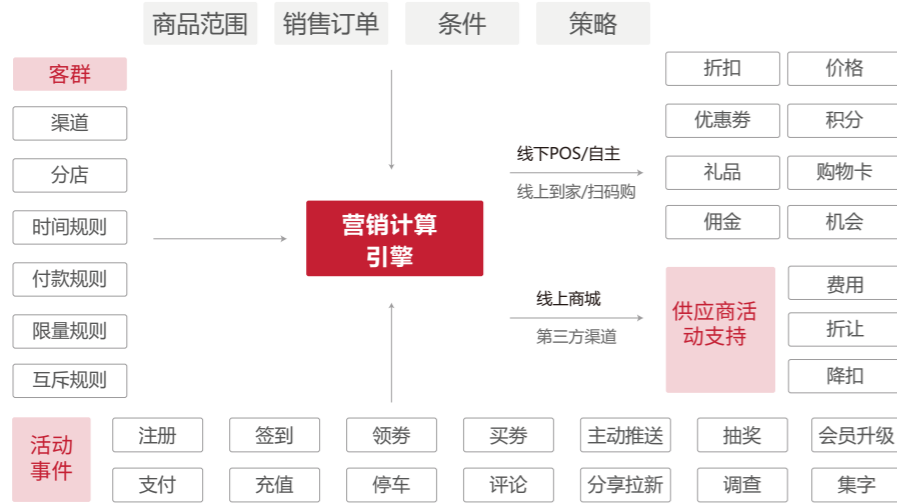 商品范围
销售订单
条件
策略
客群
渠道
分店
时间规则
付款规则
限量规则
互斥规则
营销计算
引擎
线下POS/自主
线上到家/扫码购
线上商城
第三方渠道
折扣
价格
优惠券
积分
礼品
购物卡
佣金
机会
供应商活
动支持
费用
折让
降扣
活动
事件
注册
签到
领券
买券
主动推送
抽奖
会员升级
支付
充值
停车
评论
分享拉新
调查
集字